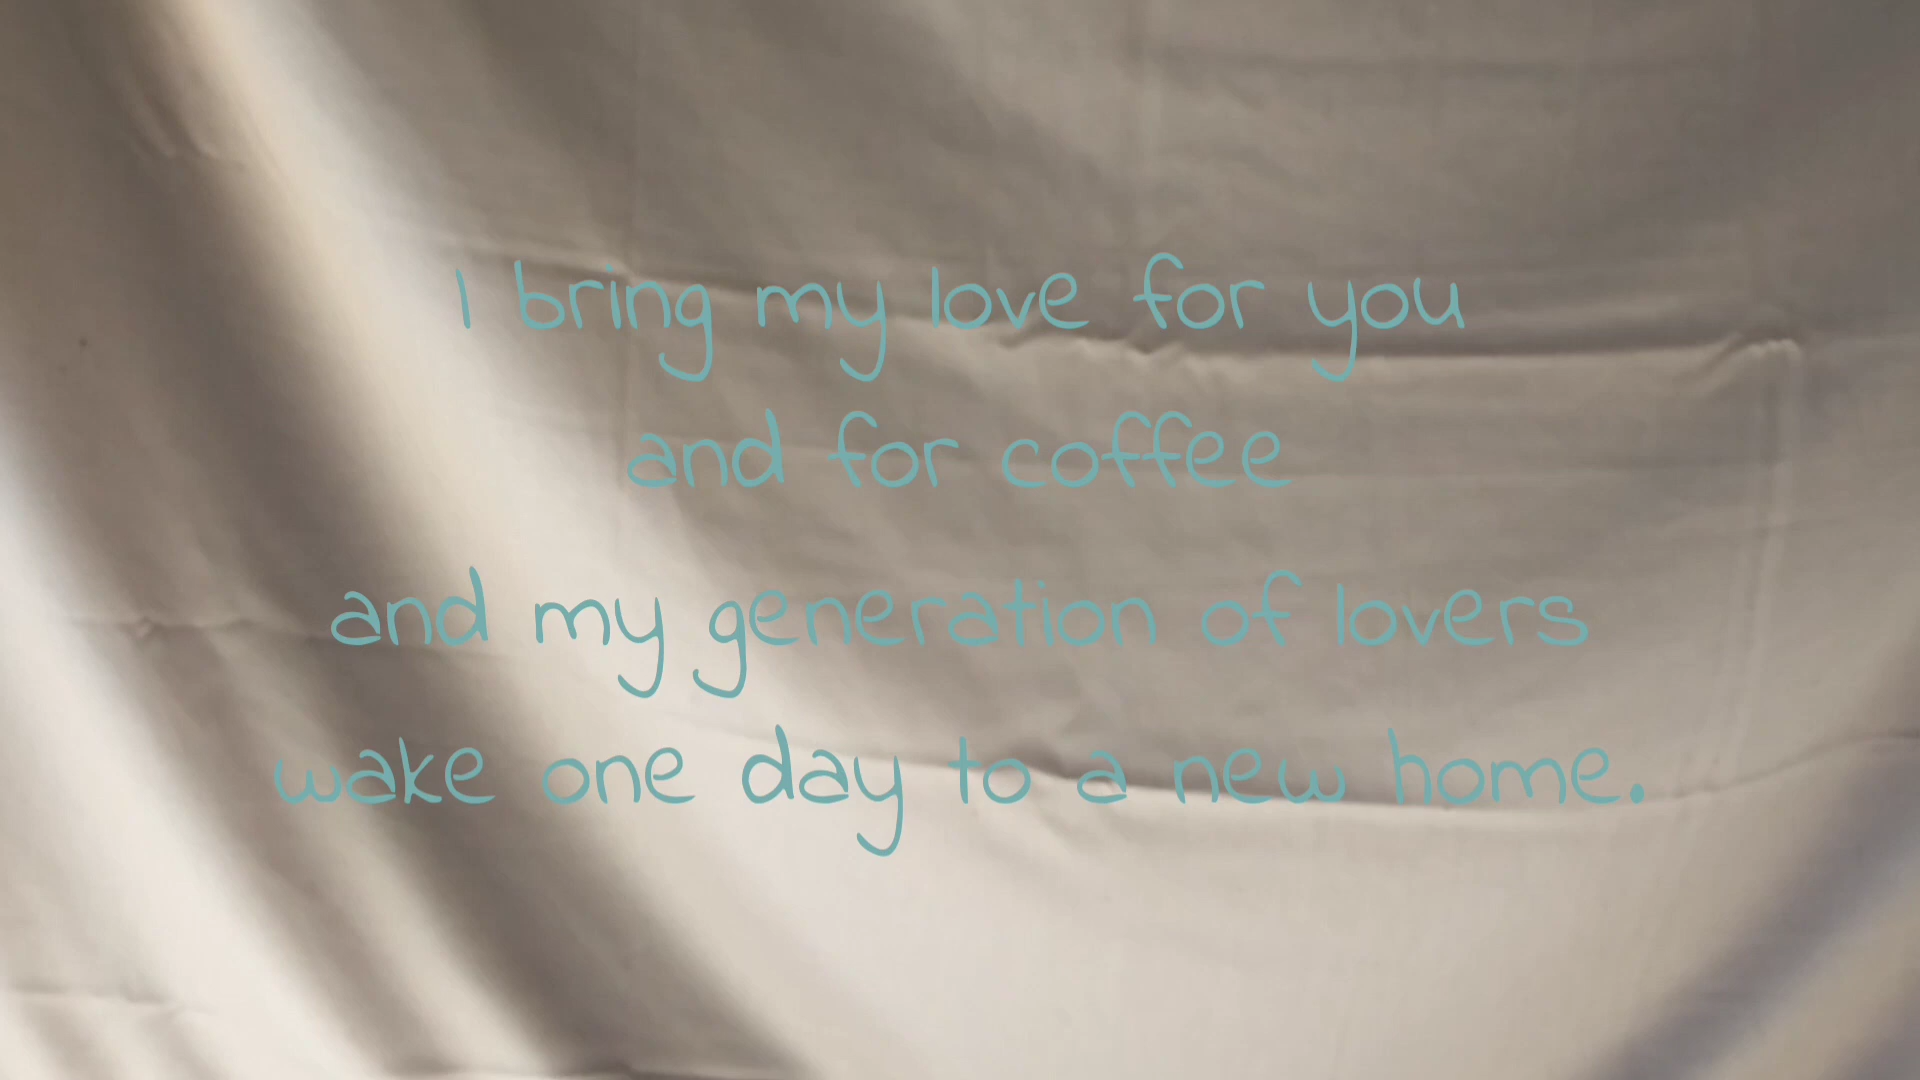 I bring my love for you
and for coffee
and my generation of lovers
wake one day to a new home.